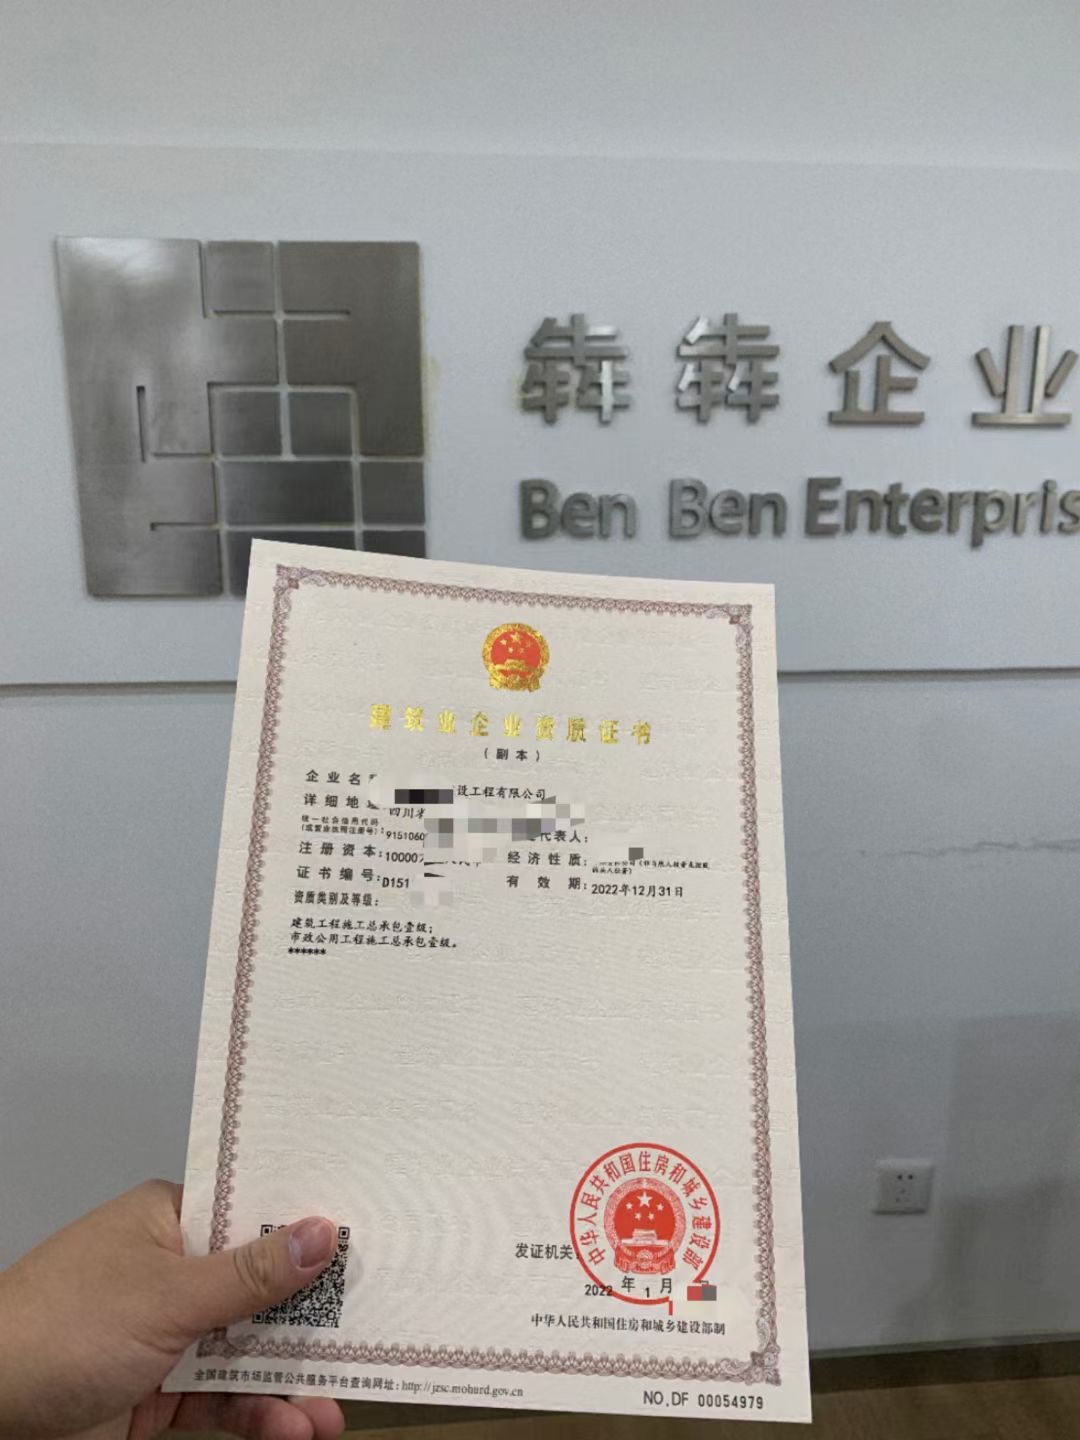 犇犇企业
Ben Ben Enterpris
建筑业企业资质证书
（副本）
企业名
设工程有限公司
详细地址:
四川省
统一社会信用代码
(或营业执照注册号):
9151060
代表人:
注册资本:
10000
经济性质:
证书编号:
D151
有效期:
2022年12月31日
资质类别及等级:
建筑工程施工总承包壹级;
市政公用工程施工总承包壹级。
******
中华人民共和国住房和城乡建设部
发证机关:
2022 年 1 月
中华人民共和国住房和城乡建设部制
全国建筑市场监管公共服务平台查询网址:http://jzsc.mohurd.gov.cn
NO.DF 00054979